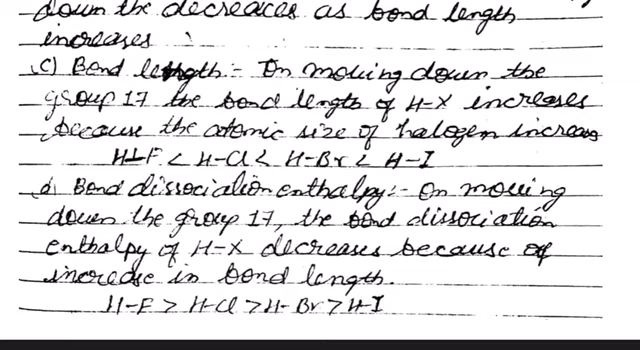 down the decreaces as bond length
increases
(c) Bond length:- On moving down the
group 17 the bond length of H-X increases
because the atomic size of halogen increas
H-F < H-Cl < H-Br < H-I
d) Bond dissociation enthalpy:- On moving
down the group 17, the bond dissociation
enthalpy of H-X decreases because of
increase in bond length.
H-F > H-Cl > H-Br > H-I